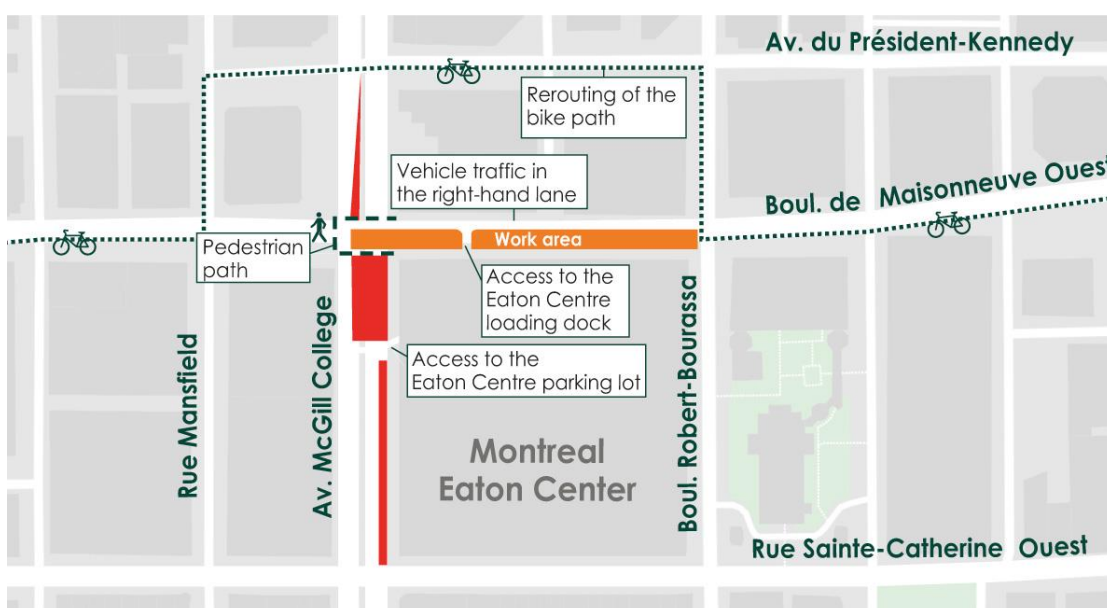 Av. du Président-Kennedy
Rerouting of the
bike path
Vehicle traffic in
the right-hand lane
Boul. de Maisonneuve Ouest
Pedestrian
path
Work area
Access to the
Eaton Centre
loading dock
Access to the
Eaton Centre parking lot
Rue Mansfield
Av. McGill College
Boul. Robert-Bourassa
Montreal
Eaton Center
Rue Sainte-Catherine Ouest